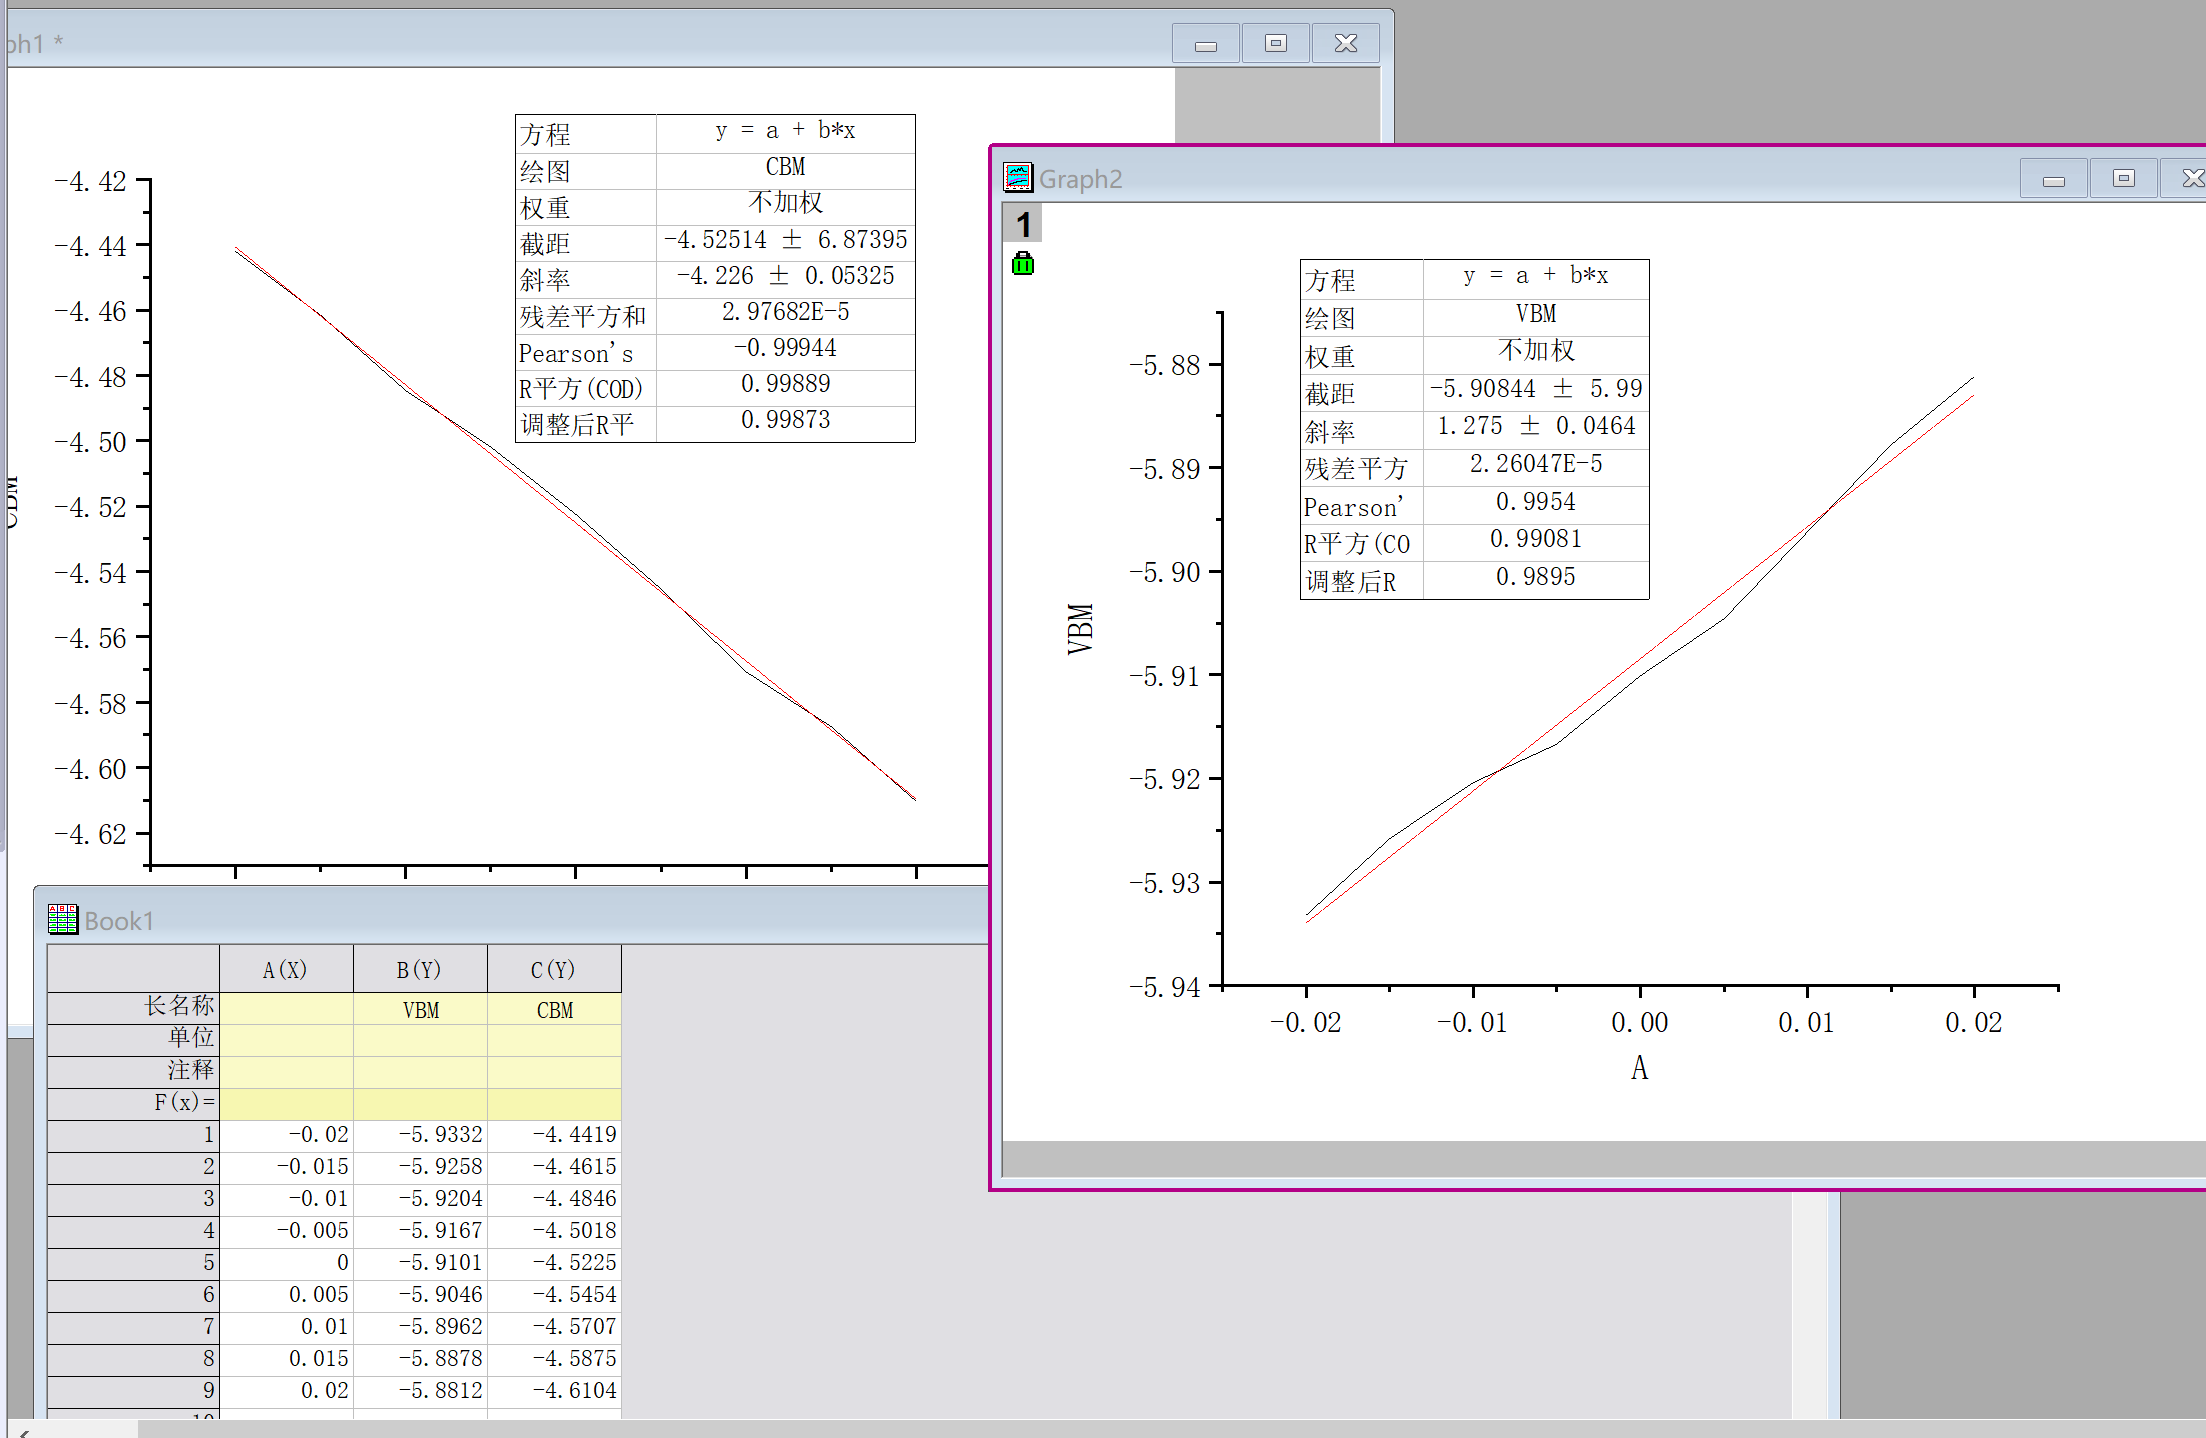 ph1 *
方程 y = a + b*x
绘图 CBM
权重 不加权
截距 -4.52514 ± 6.87395
斜率 -4.226 ± 0.05325
残差平方和 2.97682E-5
Pearson's -0.99944
R平方(COD) 0.99889
调整后R平 0.99873
-4.42
-4.44
-4.46
-4.48
-4.50
-4.52
-4.54
-4.56
-4.58
-4.60
-4.62
CBM
Graph2
1
方程 y = a + b*x
绘图 VBM
权重 不加权
截距 -5.90844 ± 5.99
斜率 1.275 ± 0.0464
残差平方 2.26047E-5
Pearson' 0.9954
R平方(CO 0.99081
调整后R 0.9895
-5.88
-5.89
-5.90
-5.91
-5.92
-5.93
-5.94
VBM
-0.02 -0.01 0.00 0.01 0.02
A
Book1
A(X) B(Y) C(Y)
长名称 VBM CBM
单位
注释
F(x)=
1 -0.02 -5.9332 -4.4419
2 -0.015 -5.9258 -4.4615
3 -0.01 -5.9204 -4.4846
4 -0.005 -5.9167 -4.5018
5 0 -5.9101 -4.5225
6 0.005 -5.9046 -4.5454
7 0.01 -5.8962 -4.5707
8 0.015 -5.8878 -4.5875
9 0.02 -5.8812 -4.6104
10